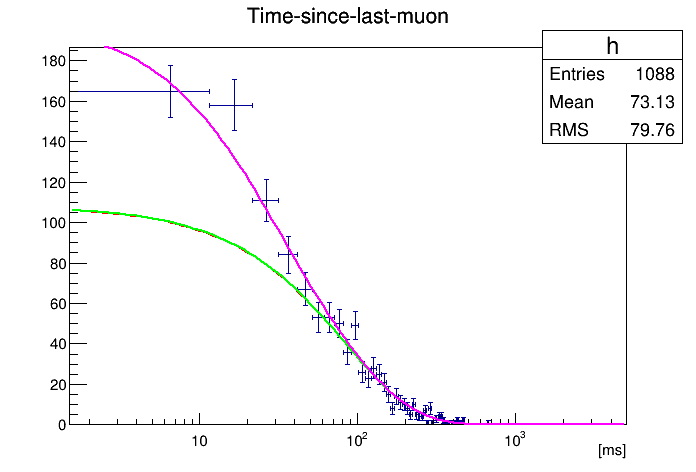 Time-since-last-muon
h
Entries 1088
Mean 73.13
RMS 79.76
180
160
140
120
100
80
60
40
20
0
10 10² 10³
[ms]